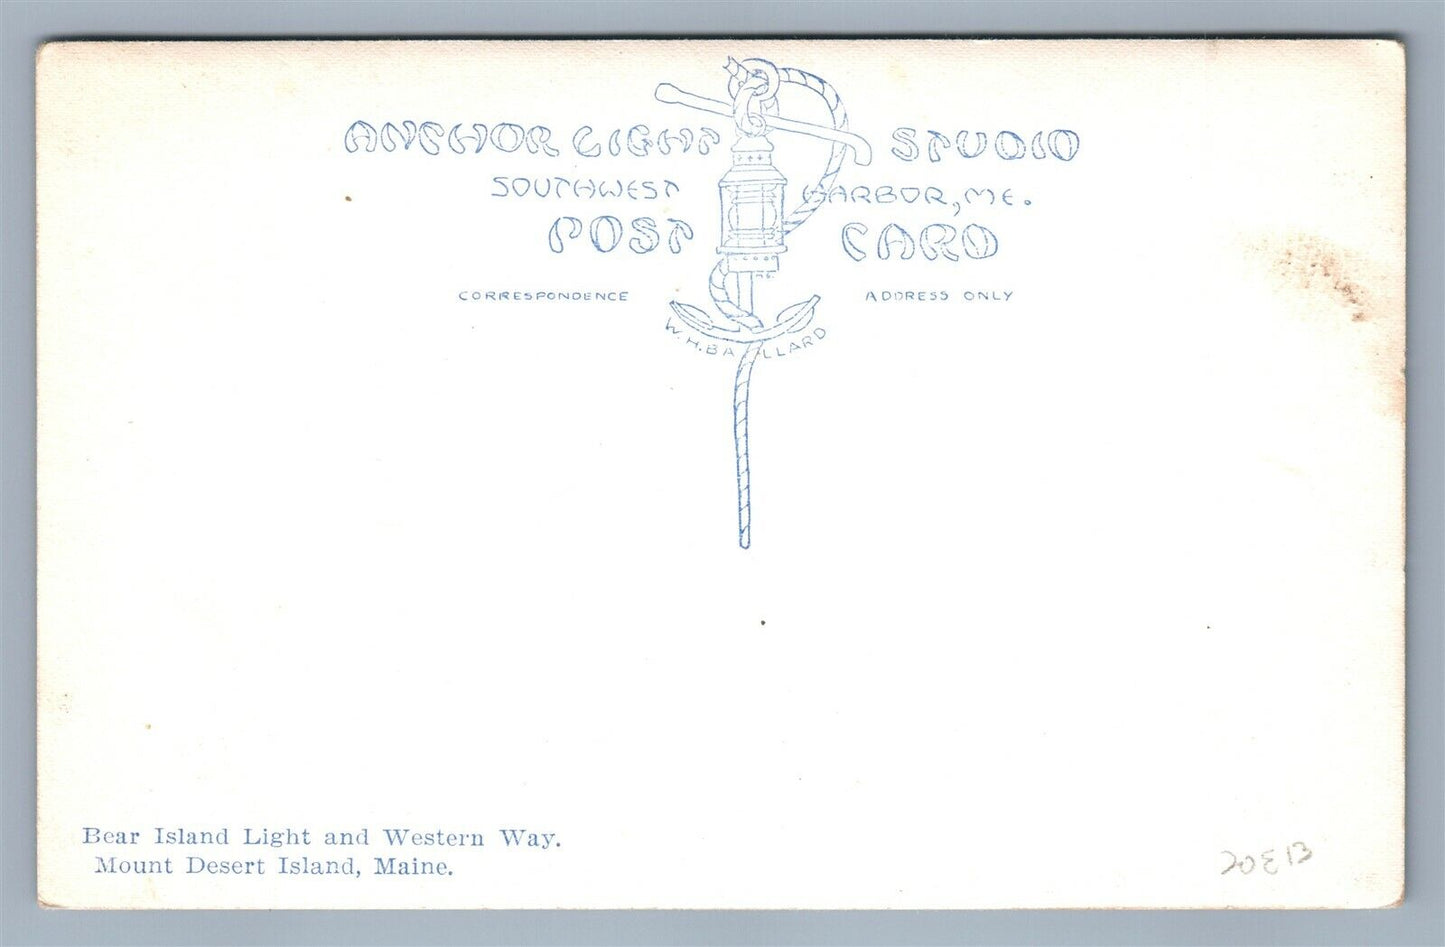 ANCHOR LIGHT STUDIO
SOUTHWEST HARBOR, ME.
POST CARD
CORRESPONDENCE ADDRESS ONLY
W. H. BALLARD
Bear Island Light and Western Way.
Mount Desert Island, Maine.
20E13